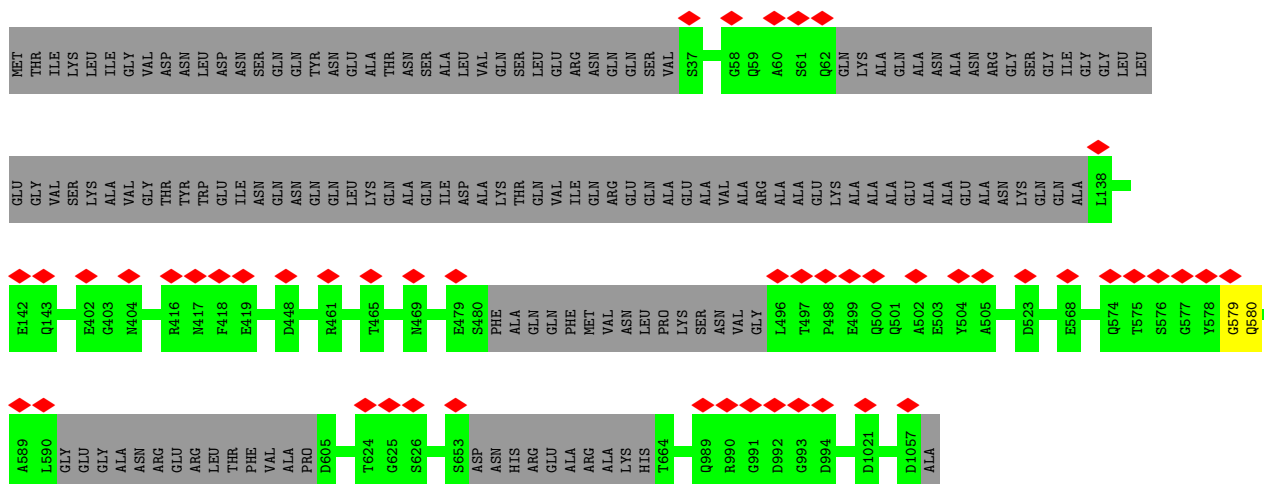 MET THR ILE LYS LEU ILE GLY VAL ASP ASN LEU ASP ASN SER GLN GLN TYR ASN GLU ALA THR ASN SER ALA LEU VAL GLN SER LEU GLU ARG ASN GLN GLN SER VAL S37 G58 Q59 A60 S61 Q62 GLN LYS ALA GLN ALA ASN ALA ASN ARG GLY SER GLY ILE GLY GLY LEU LEU
GLU GLY VAL SER LYS ALA VAL GLY THR TYR TRP GLU ILE ASN GLN ASN GLN GLN LEU LYS GLN ALA GLN ILE ASP ALA LYS THR GLN VAL ILE GLN ARG GLU GLN ALA GLU ALA VAL ALA ARG ALA ALA GLU LYS ALA ALA ALA GLU ALA ALA GLU ALA ASN LYS GLN GLN ALA L138
E142 Q143 E402 G403 N404 R416 N417 F418 E419 D448 R461 T465 N469 E479 S480 PHE ALA GLN GLN PHE MET VAL ASN LEU PRO LYS SER ASN VAL GLY L496 T497 P498 E499 Q500 Q501 A502 E503 Y504 A505 D523 E568 Q574 T575 S576 G577 Y578 G579 Q580
A589 L590 GLY GLU GLY ALA ASN ARG GLU ARG LEU THR PHE VAL ALA PRO D605 T624 G625 S626 S653 ASP ASN HIS ARG GLU ALA ARG ALA LYS HIS T664 Q989 R990 G991 D992 G993 D994 D1021 D1057 ALA